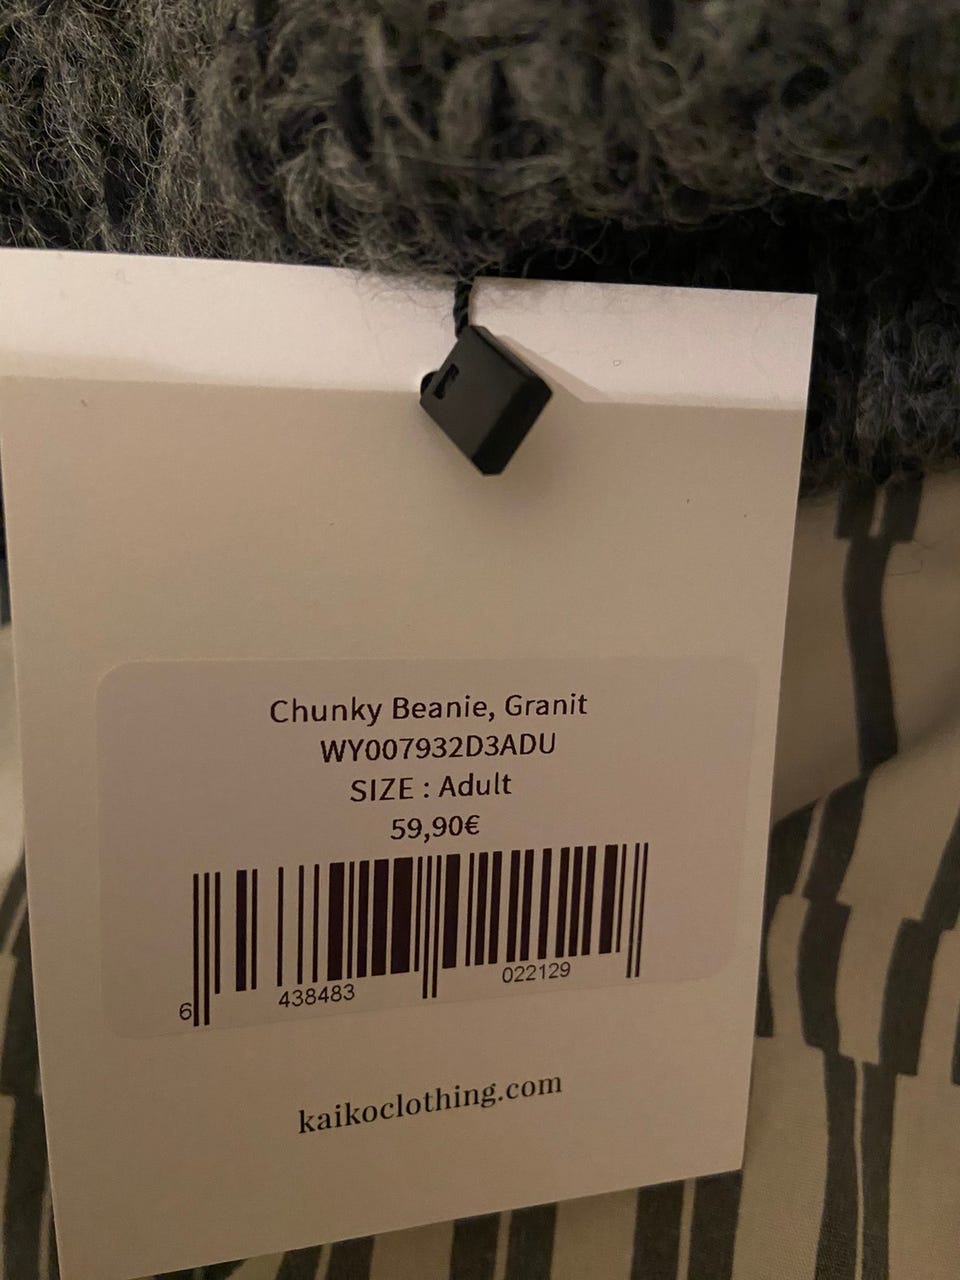 Chunky Beanie, Granit
WY007932D3ADU
SIZE : Adult
59,90€
6 438483 022129
kaikoclothing.com